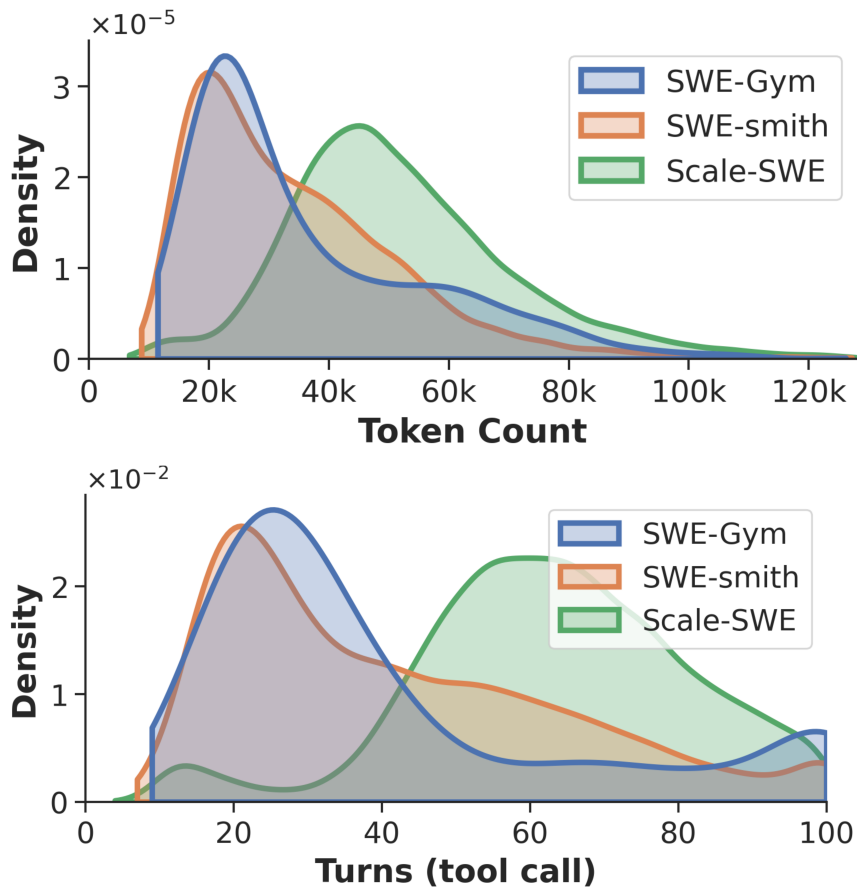 ×10⁻⁵
3
2
1
0
Density
SWE-Gym
SWE-smith
Scale-SWE
0 20k 40k 60k 80k 100k 120k
Token Count
×10⁻²
2
1
0
Density
SWE-Gym
SWE-smith
Scale-SWE
0 20 40 60 80 100
Turns (tool call)